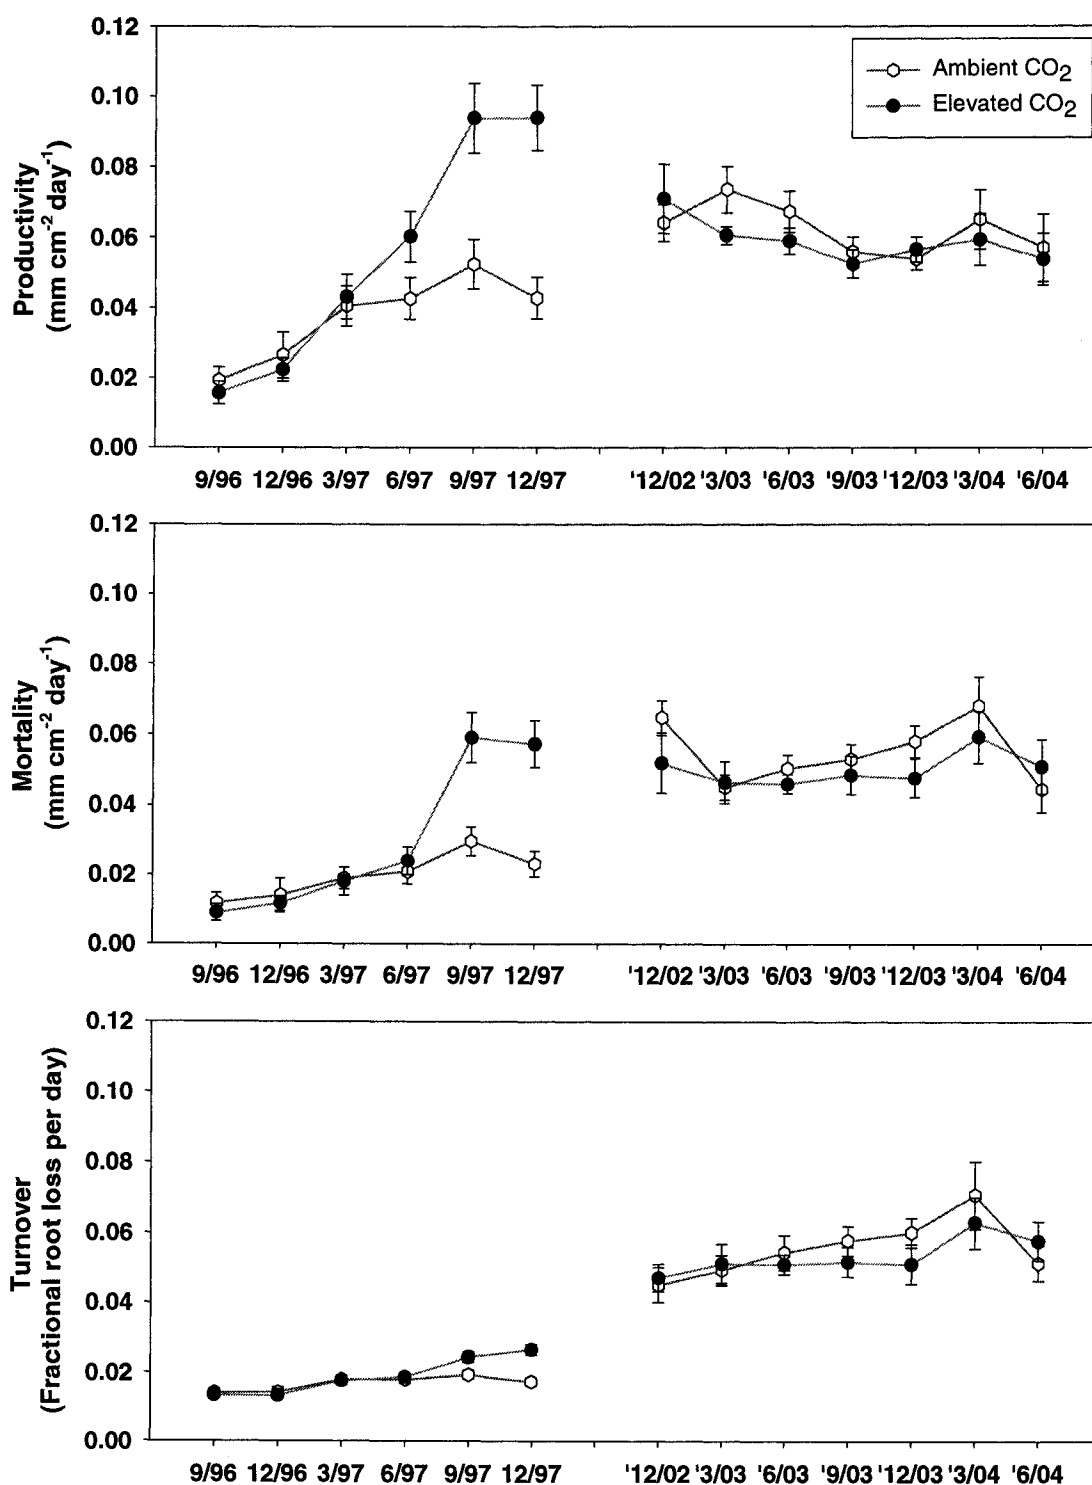 0.12
Ambient CO2
Elevated CO2
0.10
0.08
0.06
0.04
0.02
0.00
Productivity
(mm cm-2 day-1)
9/96 12/96 3/97 6/97 9/97 12/97 '12/02 '3/03 '6/03 '9/03 '12/03 '3/04 '6/04
0.12
0.10
0.08
0.06
0.04
0.02
0.00
Mortality
(mm cm-2 day-1)
9/96 12/96 3/97 6/97 9/97 12/97 '12/02 '3/03 '6/03 '9/03 '12/03 '3/04 '6/04
0.12
0.10
0.08
0.06
0.04
0.02
0.00
Turnover
(Fractional root loss per day)
9/96 12/96 3/97 6/97 9/97 12/97 '12/02 '3/03 '6/03 '9/03 '12/03 '3/04 '6/04